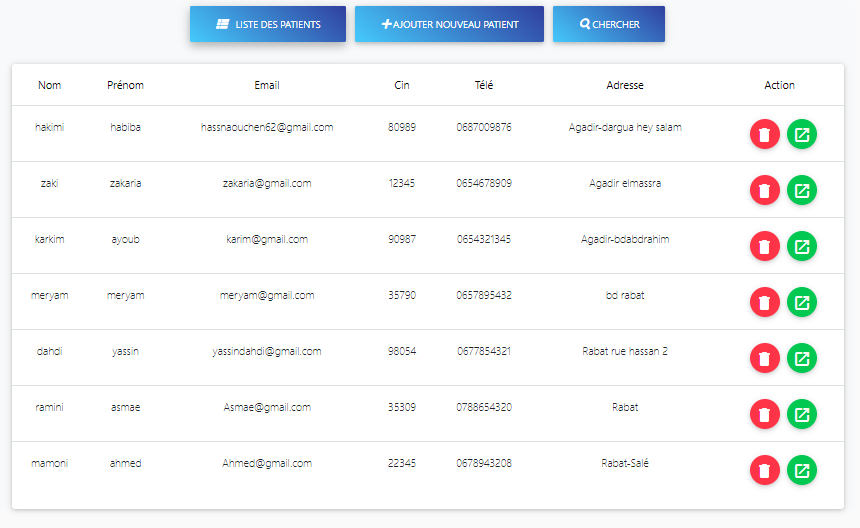 LISTE DES PATIENTS AJOUTER NOUVEAU PATIENT CHERCHER
Nom Prénom Email Cin Télé Adresse Action
hakimi habiba hassnaouchen62@gmail.com 80989 0687009876 Agadir-dargua hey salam
zaki zakaria zakaria@gmail.com 12345 0654678909 Agadir elmassra
karkim ayoub karim@gmail.com 90987 0654321345 Agadir-bdabdrahim
meryam meryam meryam@gmail.com 35790 0657895432 bd rabat
dahdi yassin yassindahdi@gmail.com 98054 0677854321 Rabat rue hassan 2
ramini asmae Asmae@gmail.com 35309 0788654320 Rabat
mamoni ahmed Ahmed@gmail.com 22345 0678943208 Rabat-Salé